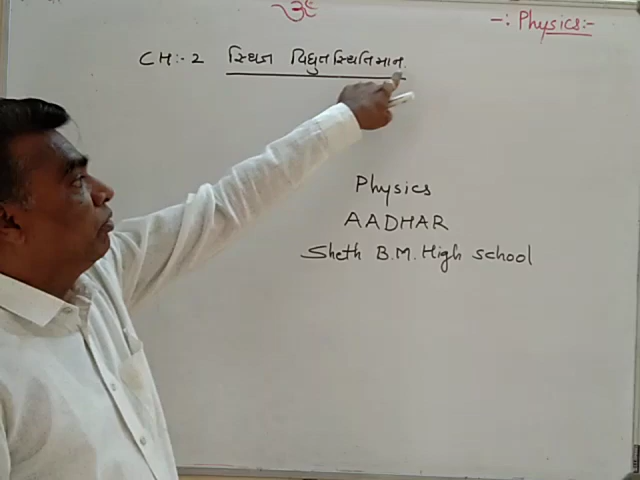 ૐ
-: Physics:-
CH:-2 સ્થિત વિદ્યુતસ્થિતિમાન.
Physics
AADHAR
Sheth B.M. High school